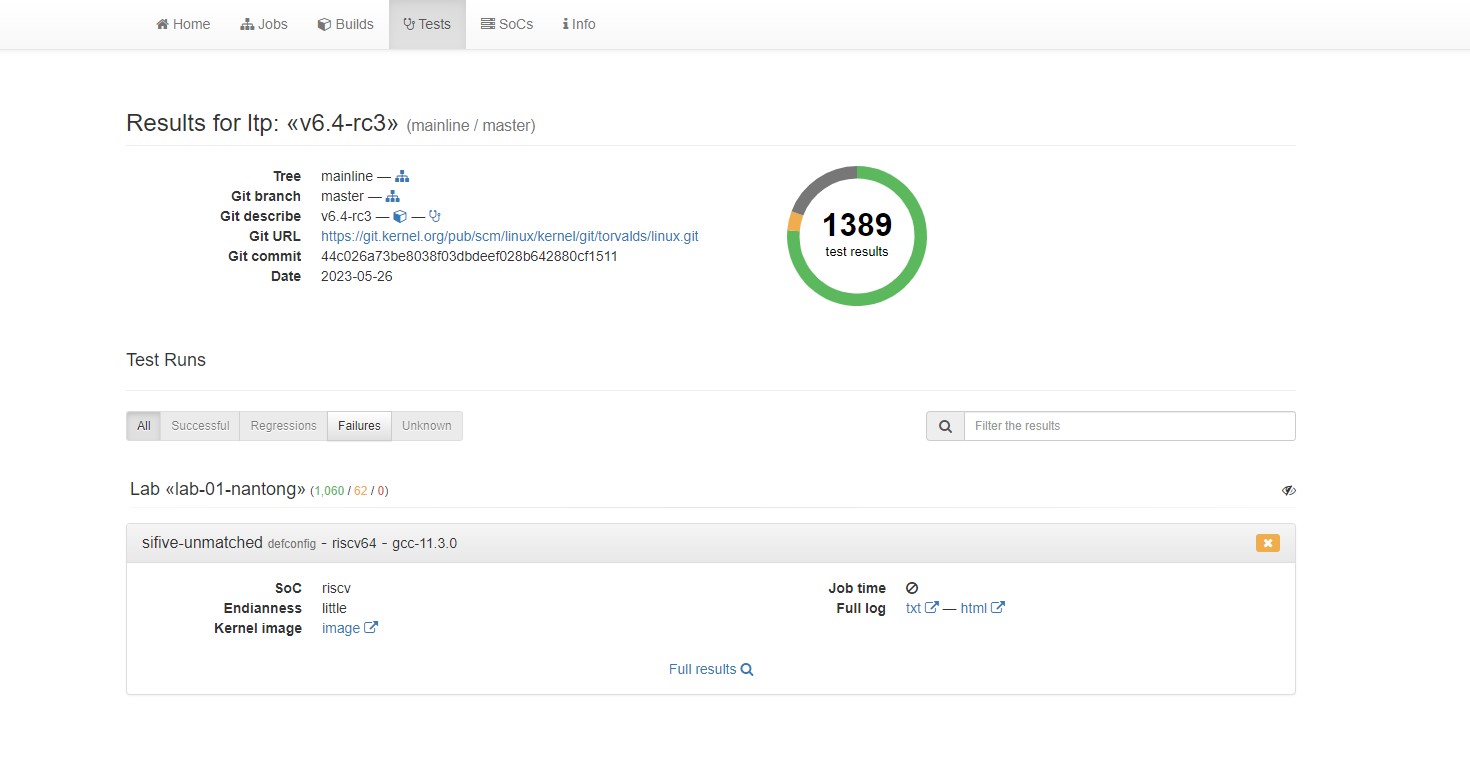 Home Jobs Builds Tests SoCs Info
Results for ltp: «v6.4-rc3» (mainline / master)
Tree mainline —
Git branch master —
Git describe v6.4-rc3 — —
Git URL https://git.kernel.org/pub/scm/linux/kernel/git/torvalds/linux.git
Git commit 44c026a73be8038f03dbdeef028b642880cf1511
Date 2023-05-26
1389
test results
Test Runs
All Successful Regressions Failures Unknown
Filter the results
Lab «lab-01-nantong» (1,060 / 62 / 0)
sifive-unmatched defconfig - riscv64 - gcc-11.3.0
SoC riscv
Endianness little
Kernel image image
Job time
Full log txt — html
Full results